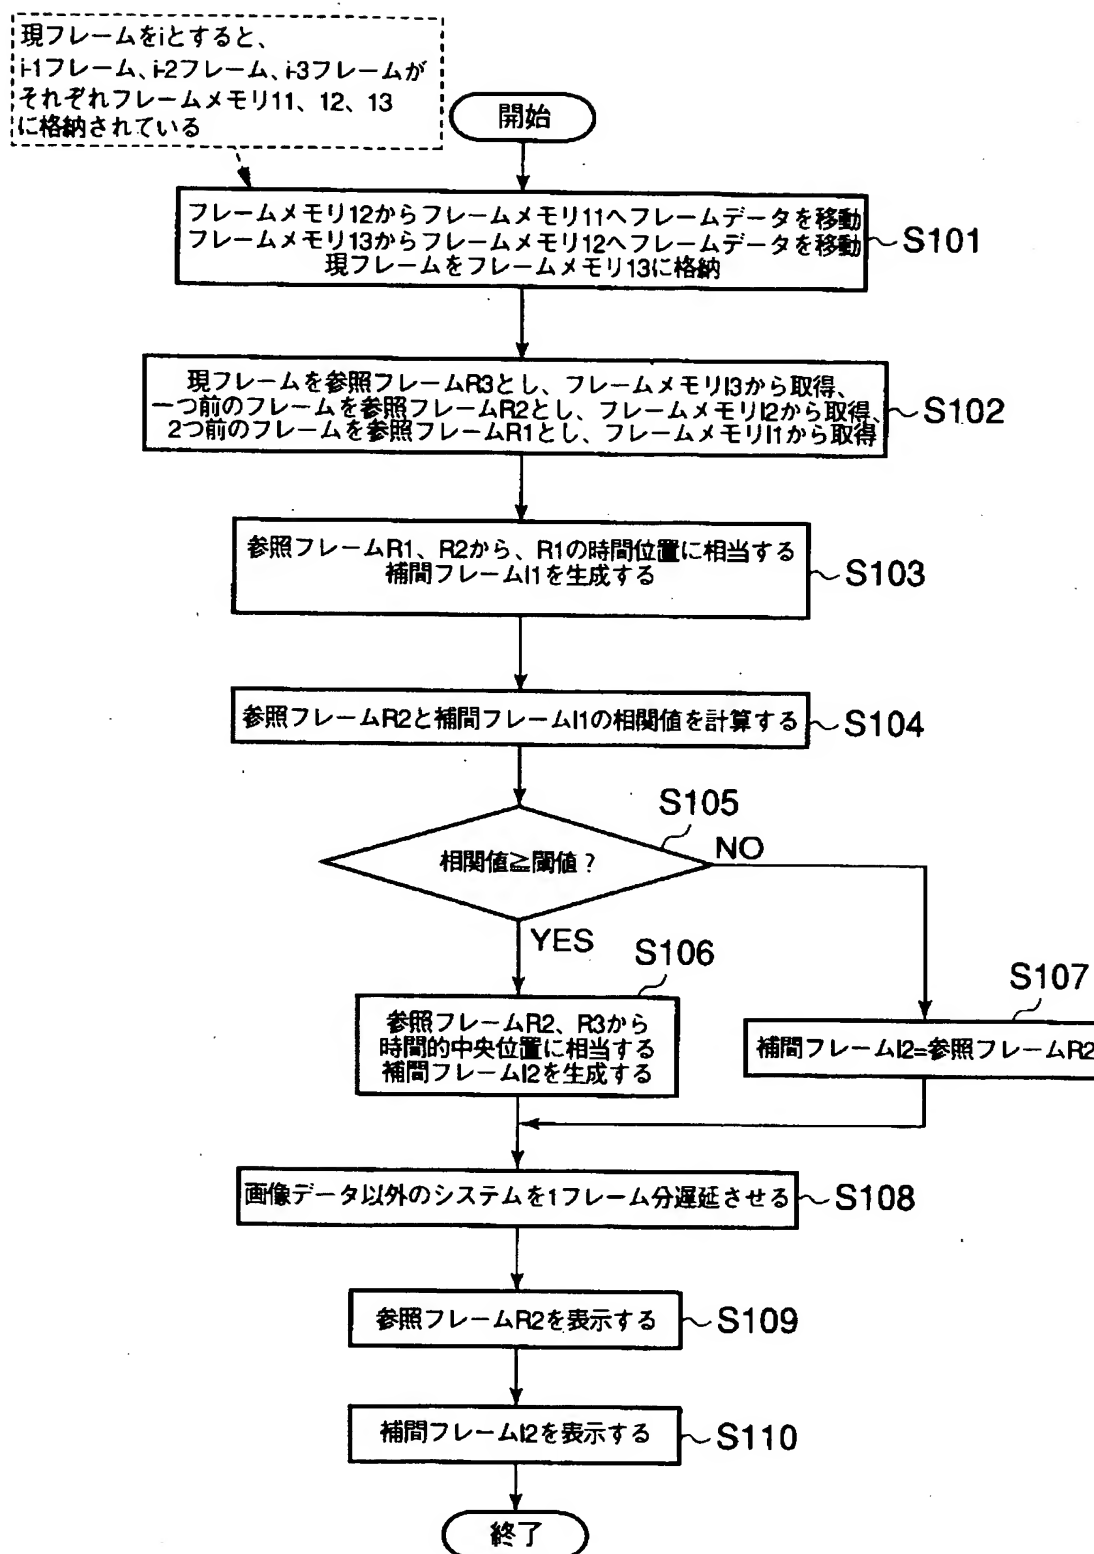 現フレームをiとすると、
i-1フレーム、i-2フレーム、i-3フレームが
それぞれフレームメモリ11、12、13
に格納されている
開始
フレームメモリ12からフレームメモリ11へフレームデータを移動
フレームメモリ13からフレームメモリ12へフレームデータを移動
現フレームをフレームメモリ13に格納
S101
現フレームを参照フレームR3とし、フレームメモリI3から取得、
一つ前のフレームを参照フレームR2とし、フレームメモリI2から取得、
2つ前のフレームを参照フレームR1とし、フレームメモリI1から取得
S102
参照フレームR1、R2から、R1の時間位置に相当する
補間フレームI1を生成する
S103
参照フレームR2と補間フレームI1の相関値を計算する
S104
S105
相関値≧閾値?
NO
YES
S106
参照フレームR2、R3から
時間的中央位置に相当する
補間フレームI2を生成する
S107
補間フレームI2=参照フレームR2
画像データ以外のシステムを1フレーム分遅延させる
S108
参照フレームR2を表示する
S109
補間フレームI2を表示する
S110
終了